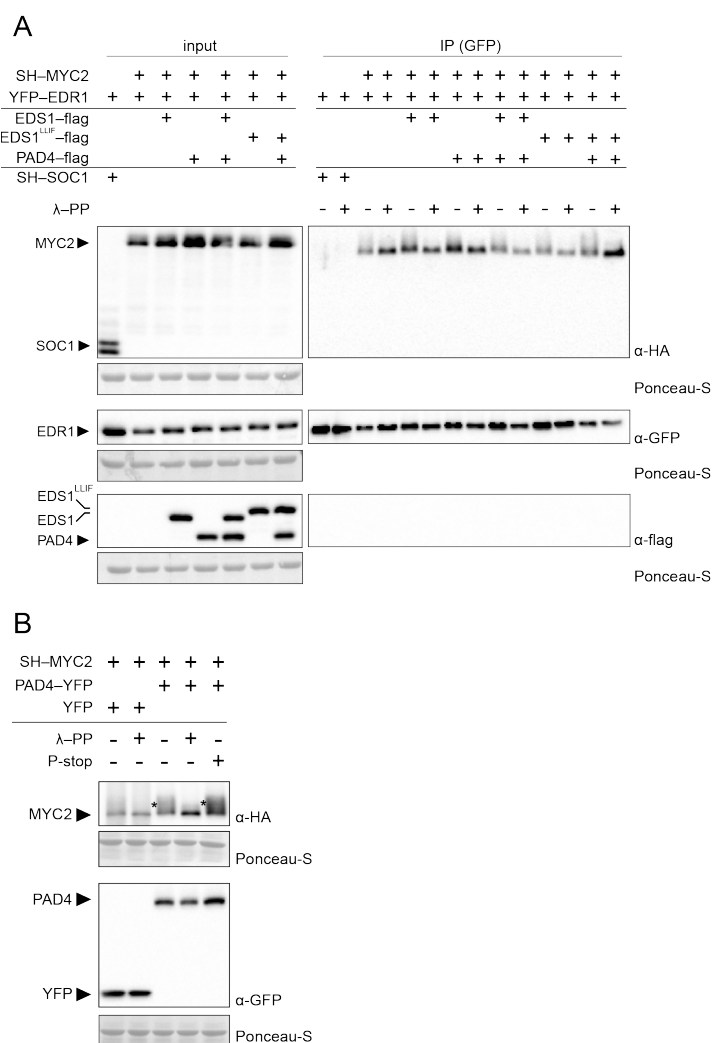 A
input IP (GFP)
SH–MYC2 + + + + + + + + + + + + + + + + + +
YFP–EDR1 + + + + + + + + + + + + + + + + + + + + +
EDS1–flag + + + + + +
EDS1LLIF–flag + + + + + +
PAD4–flag + + + + + + + + +
SH–SOC1 + + +
λ–PP - + - + - + - + - + - + - +
MYC2
SOC1
α-HA
Ponceau-S
EDR1
α-GFP
Ponceau-S
EDS1LLIF
EDS1
PAD4
α-flag
Ponceau-S
B
SH–MYC2 + + + + +
PAD4–YFP + + +
YFP + +
λ–PP - + - + -
P-stop - - - - +
* *
MYC2
α-HA
Ponceau-S
PAD4
YFP
α-GFP
Ponceau-S